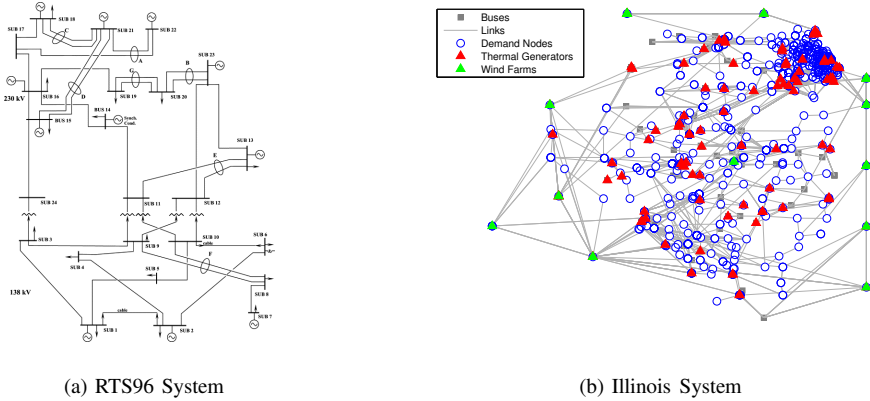 SUB 18
SUB 17
C
SUB 21
SUB 22
A
SUB 23
B
G
D
SUB 16
SUB 19
SUB 20
230 kV
BUS 14
BUS 15
Synch.
Cond.
SUB 13
E
SUB 24
SUB 11
SUB 12
SUB 3
SUB 9
SUB 10
SUB 6
cable
SUB 4
F
SUB 5
SUB 8
138 kV
cable
SUB 1
SUB 2
SUB 7
(a) RTS96 System
Buses
Links
Demand Nodes
Thermal Generators
Wind Farms
(b) Illinois System